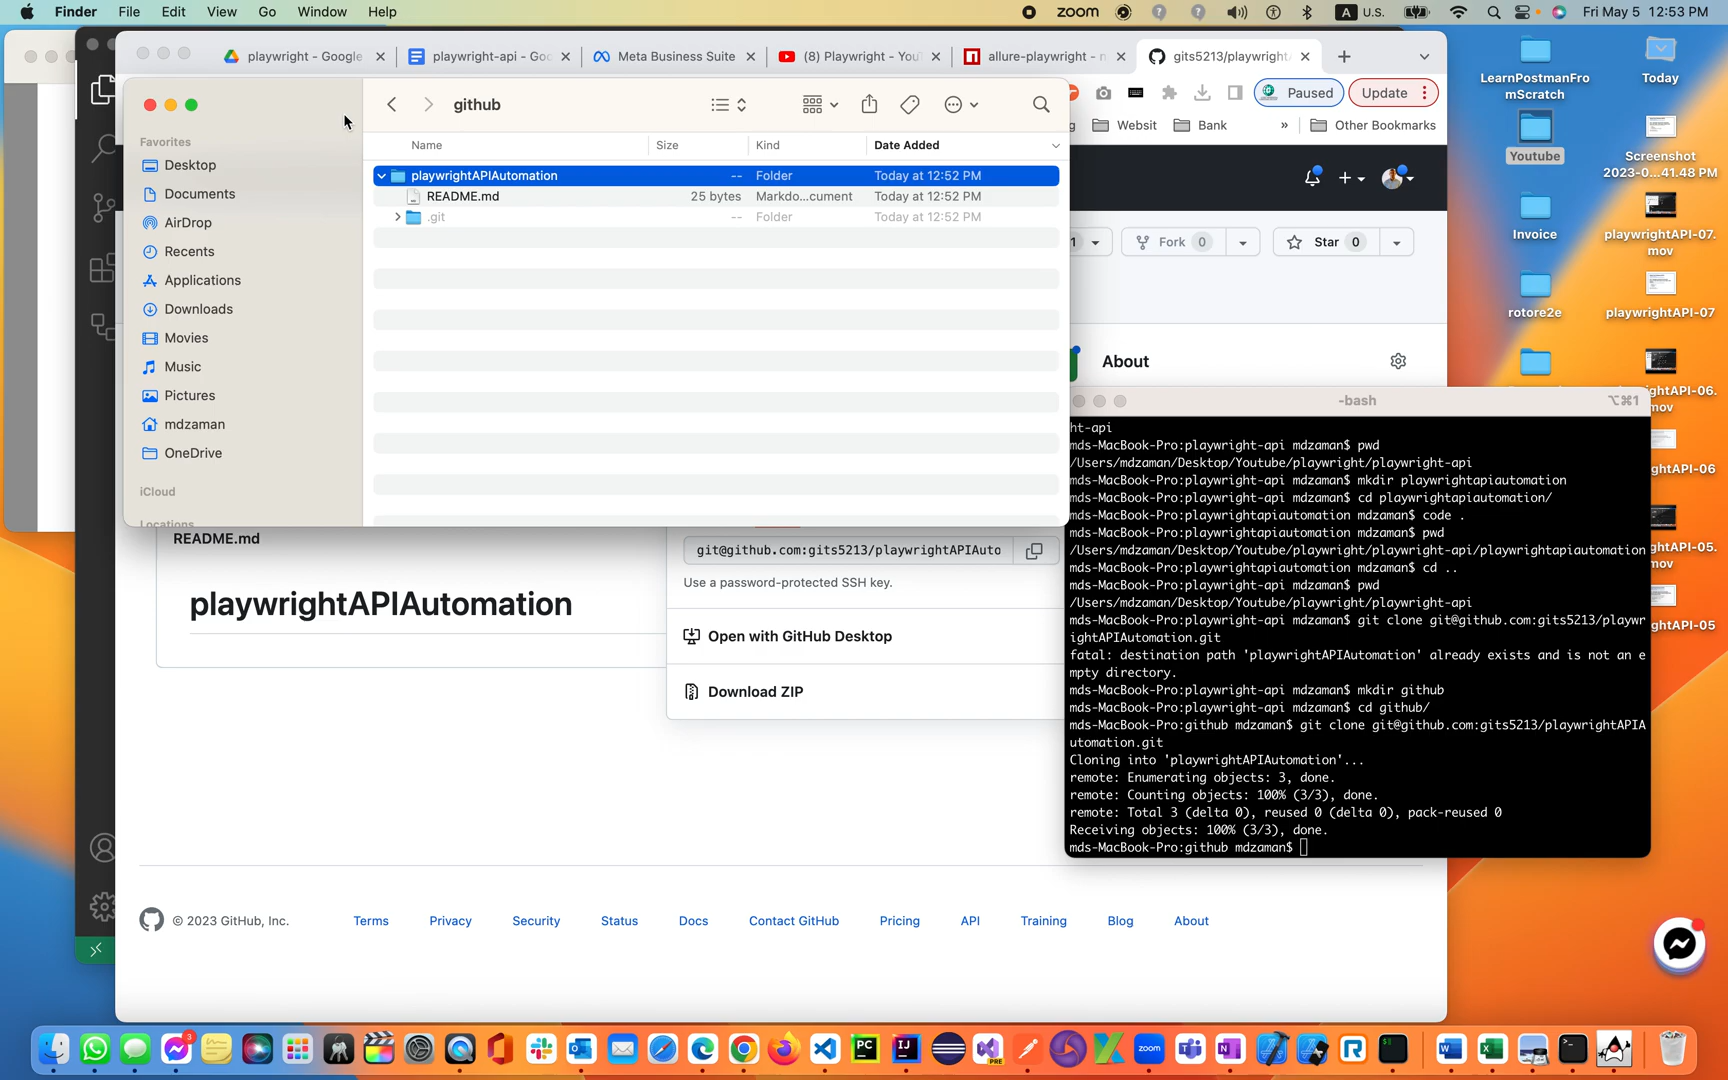 Finder File Edit View Go Window Help
zoom A U.S. Fri May 5 12:53 PM
playwright - Google
playwright-api - Goo
Meta Business Suite
(8) Playwright - You
allure-playwright - n
gits5213/playwright
github
Paused
Update
Websit
Bank
»
Other Bookmarks
Favorites
Desktop
Documents
AirDrop
Recents
Applications
Downloads
Movies
Music
Pictures
mdzaman
OneDrive
iCloud
Locations
Name Size Kind Date Added
playwrightAPIAutomation -- Folder Today at 12:52 PM
README.md 25 bytes Markdo...cument Today at 12:52 PM
.git -- Folder Today at 12:52 PM
1
Fork 0
Star 0
About
README.md
playwrightAPIAutomation
git@github.com:gits5213/playwrightAPIAuto
Use a password-protected SSH key.
Open with GitHub Desktop
Download ZIP
-bash
⌥⌘1
ht-api
mds-MacBook-Pro:playwright-api mdzaman$ pwd
/Users/mdzaman/Desktop/Youtube/playwright/playwright-api
mds-MacBook-Pro:playwright-api mdzaman$ mkdir playwrightapiautomation
mds-MacBook-Pro:playwright-api mdzaman$ cd playwrightapiautomation/
mds-MacBook-Pro:playwrightapiautomation mdzaman$ code .
mds-MacBook-Pro:playwrightapiautomation mdzaman$ pwd
/Users/mdzaman/Desktop/Youtube/playwright/playwright-api/playwrightapiautomation
mds-MacBook-Pro:playwrightapiautomation mdzaman$ cd ..
mds-MacBook-Pro:playwright-api mdzaman$ pwd
/Users/mdzaman/Desktop/Youtube/playwright/playwright-api
mds-MacBook-Pro:playwright-api mdzaman$ git clone git@github.com:gits5213/playwr
ightAPIAutomation.git
fatal: destination path 'playwrightAPIAutomation' already exists and is not an e
mpty directory.
mds-MacBook-Pro:playwright-api mdzaman$ mkdir github
mds-MacBook-Pro:playwright-api mdzaman$ cd github/
mds-MacBook-Pro:github mdzaman$ git clone git@github.com:gits5213/playwrightAPIA
utomation.git
Cloning into 'playwrightAPIAutomation'...
remote: Enumerating objects: 3, done.
remote: Counting objects: 100% (3/3), done.
remote: Total 3 (delta 0), reused 0 (delta 0), pack-reused 0
Receiving objects: 100% (3/3), done.
mds-MacBook-Pro:github mdzaman$
© 2023 GitHub, Inc. Terms Privacy Security Status Docs Contact GitHub Pricing API Training Blog About
LearnPostmanFro
mScratch
Today
Youtube
Screenshot
2023-0...41.48 PM
Invoice
playwrightAPI-07.
mov
rotore2e
playwrightAPI-07
ightAPI-06.
mov
ghtAPI-06
ghtAPI-05.
mov
ghtAPI-05
3
PC
IJ
PRE
zoom